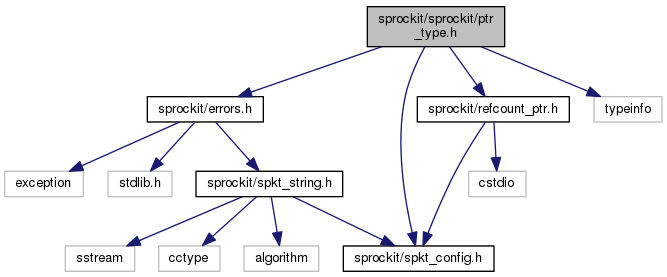 sprockit/sprockit/ptr
_type.h
sprockit/errors.h
sprockit/refcount_ptr.h
typeinfo
exception
stdlib.h
sprockit/spkt_string.h
cstdio
sstream
cctype
algorithm
sprockit/spkt_config.h